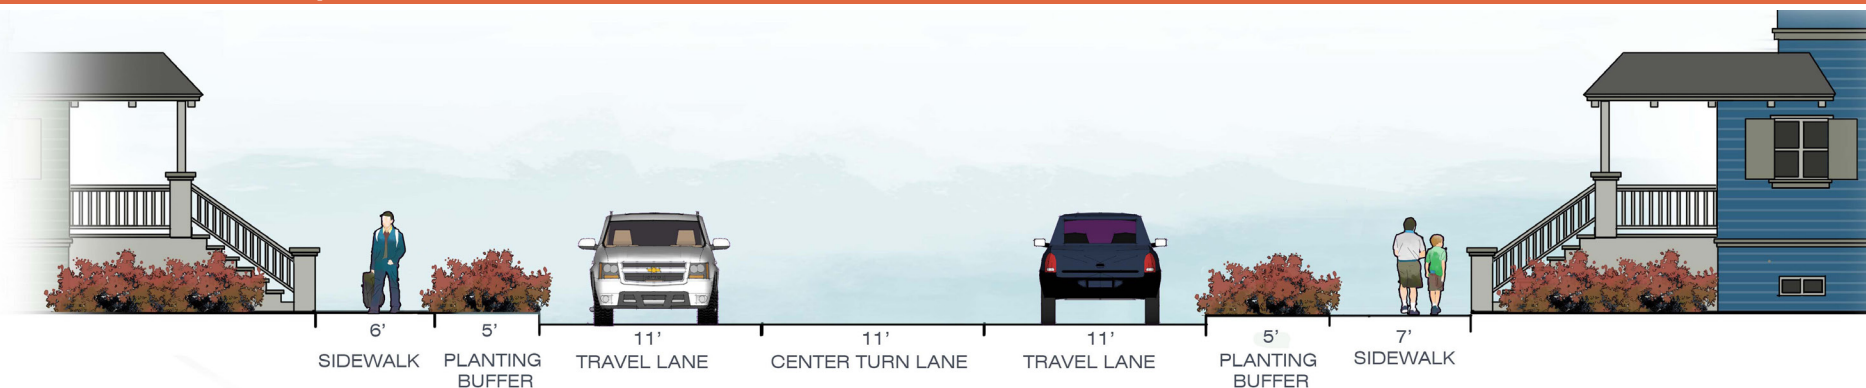 6’
SIDEWALK
5’
PLANTING
BUFFER
11’
TRAVEL LANE
11’
CENTER TURN LANE
11’
TRAVEL LANE
5’
PLANTING
BUFFER
7’
SIDEWALK